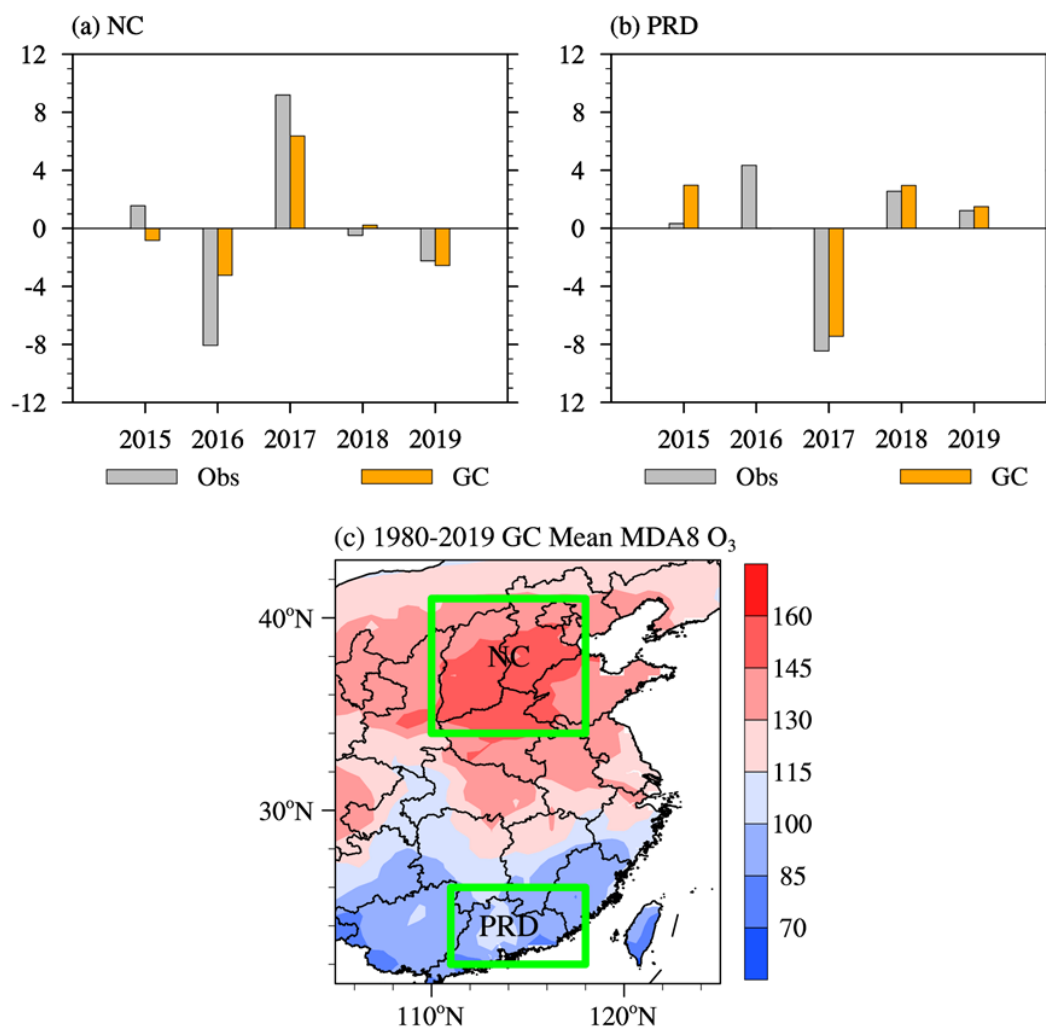 (a) NC
12
8
4
0
-4
-8
-12
2015 2016 2017 2018 2019
Obs GC
(b) PRD
12
8
4
0
-4
-8
12
2015 2016 2017 2018 2019
Obs GC
(c) 1980-2019 GC Mean MDA8 O₃
40°N
30°N
110°N 120°N
NC
PRD
160
145
130
115
100
85
70